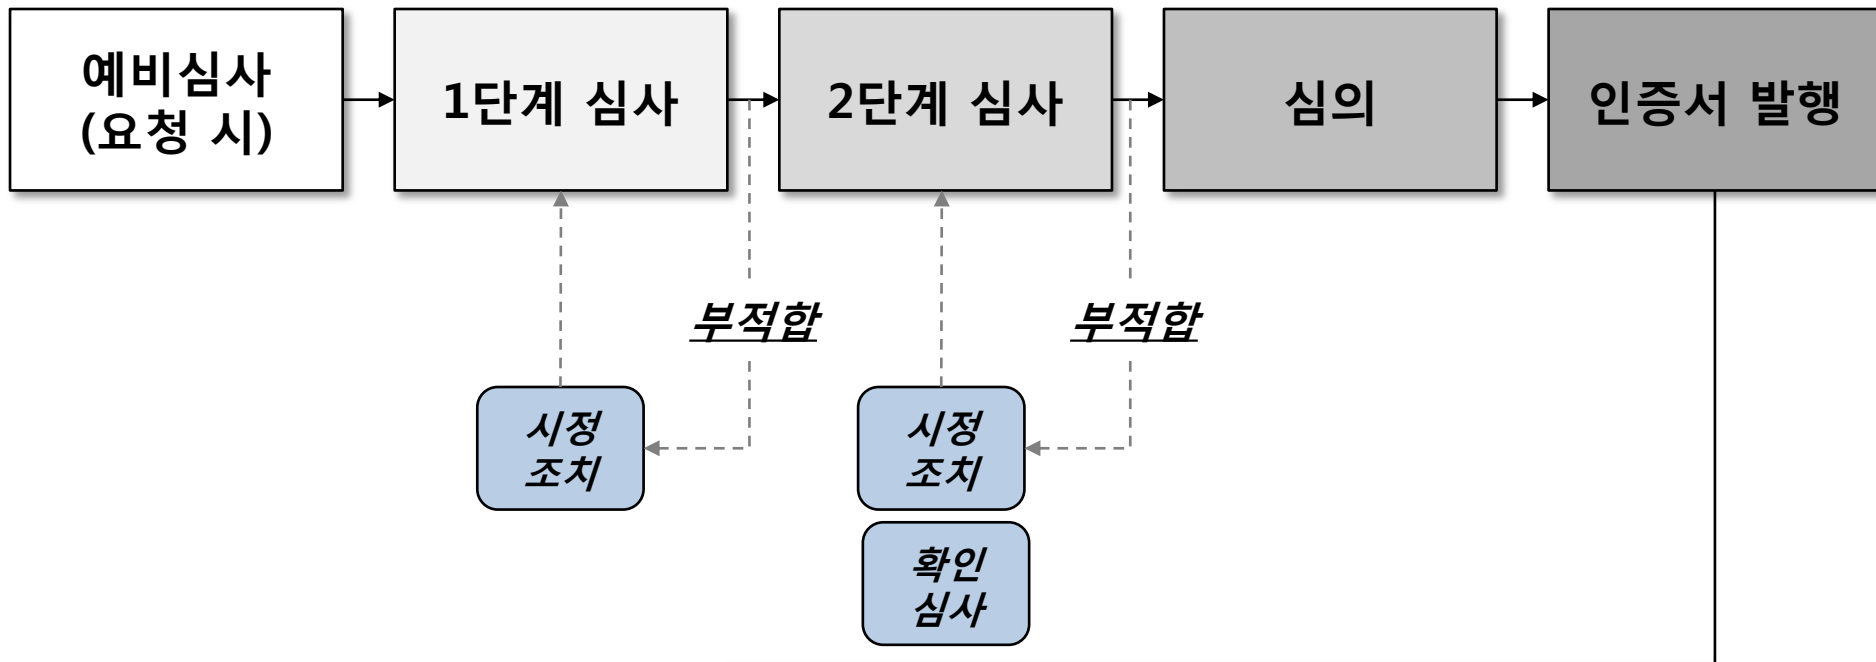 예비심사
(요청 시)
1단계 심사
2단계 심사
심의
인증서 발행
부적합
부적합
시정
조치
시정
조치
확인
심사